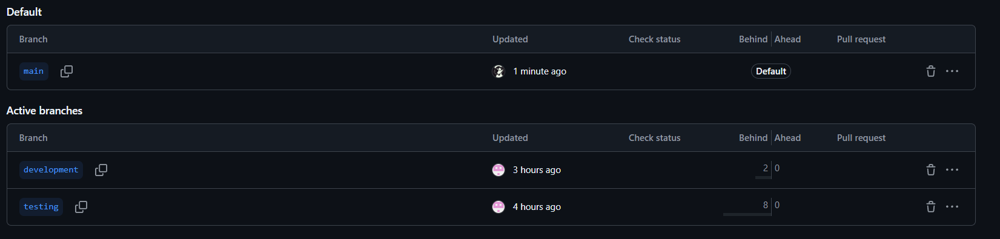 Default
Branch Updated Check status Behind Ahead Pull request
main 1 minute ago Default
Active branches
Branch Updated Check status Behind Ahead Pull request
development 3 hours ago 2 0
testing 4 hours ago 8 0